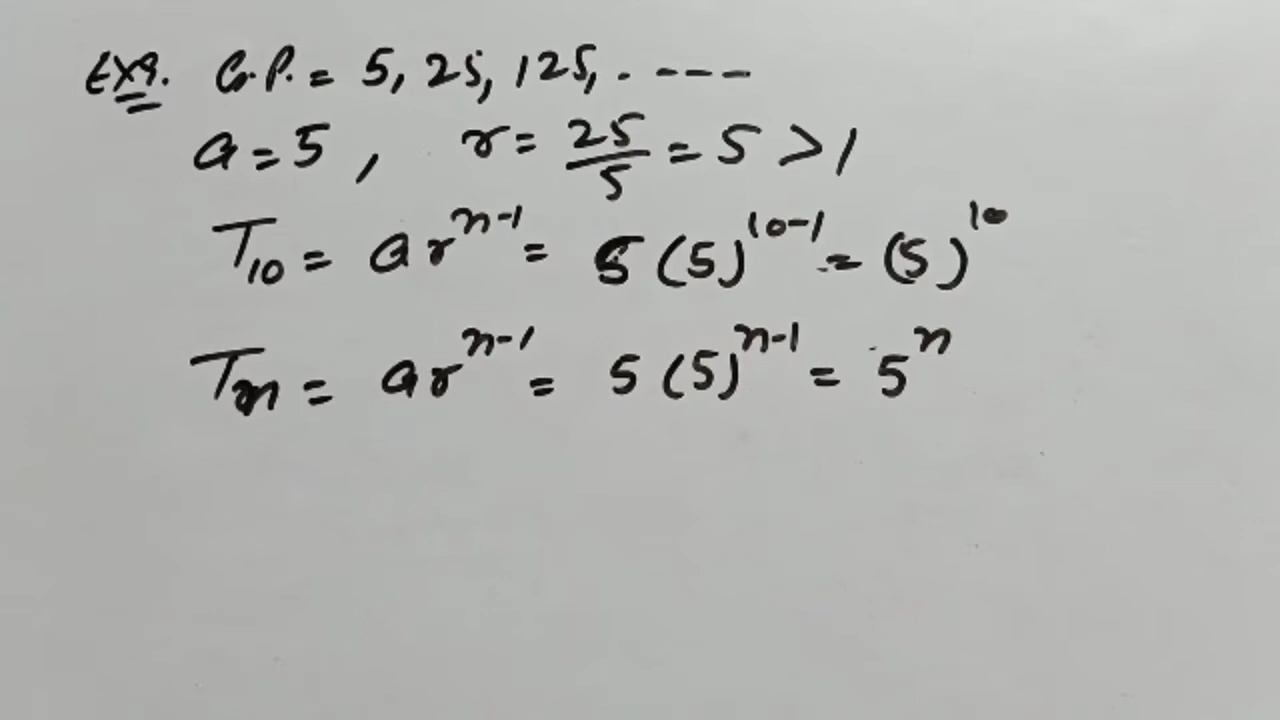 Exa. G.P. = 5, 25, 125, . ----
a = 5 , r = 25/5 = 5 > 1
T₁₀ = ar^(n-1) = 5 (5)^(10-1) = (5)^10
Tₙ = ar^(n-1) = 5 (5)^(n-1) = 5^n